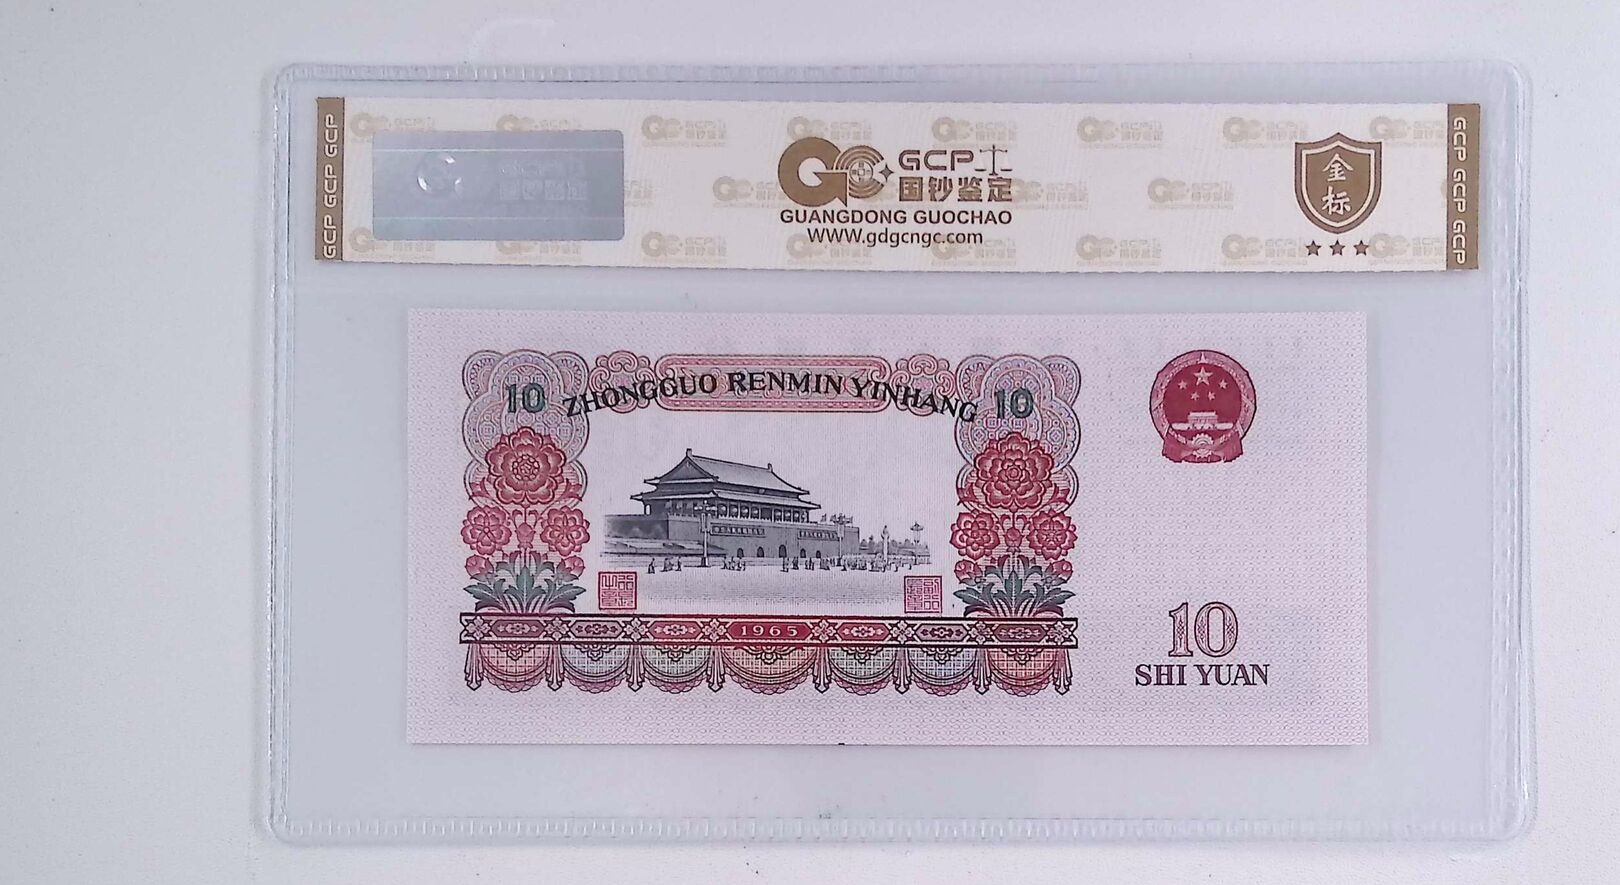 GCP GCP GCP
GCP
国钞鉴定
GUANGDONG GUOCHAO
WWW.gdgcngc.com
金标
GCP GCP GCP
10 ZHONGGUO RENMIN YINHANG 10
1965
10
SHI YUAN